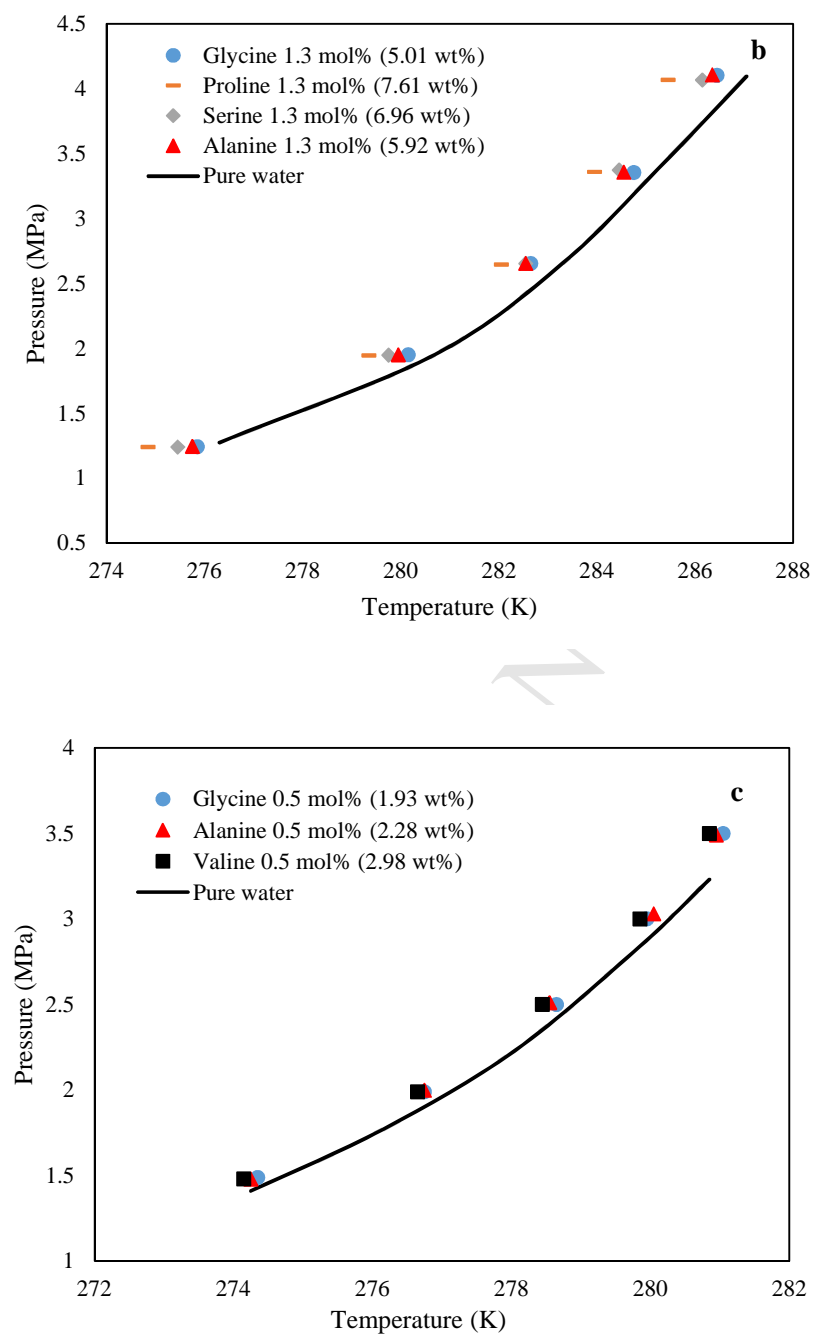 4.5
4
3.5
3
2.5
2
1.5
1
0.5
Pressure (MPa)
Glycine 1.3 mol% (5.01 wt%)
Proline 1.3 mol% (7.61 wt%)
Serine 1.3 mol% (6.96 wt%)
Alanine 1.3 mol% (5.92 wt%)
Pure water
b
274 276 278 280 282 284 286 288
Temperature (K)
4
3.5
3
2.5
2
1.5
1
Pressure (MPa)
Glycine 0.5 mol% (1.93 wt%)
Alanine 0.5 mol% (2.28 wt%)
Valine 0.5 mol% (2.98 wt%)
Pure water
c
272 274 276 278 280 282
Temperature (K)